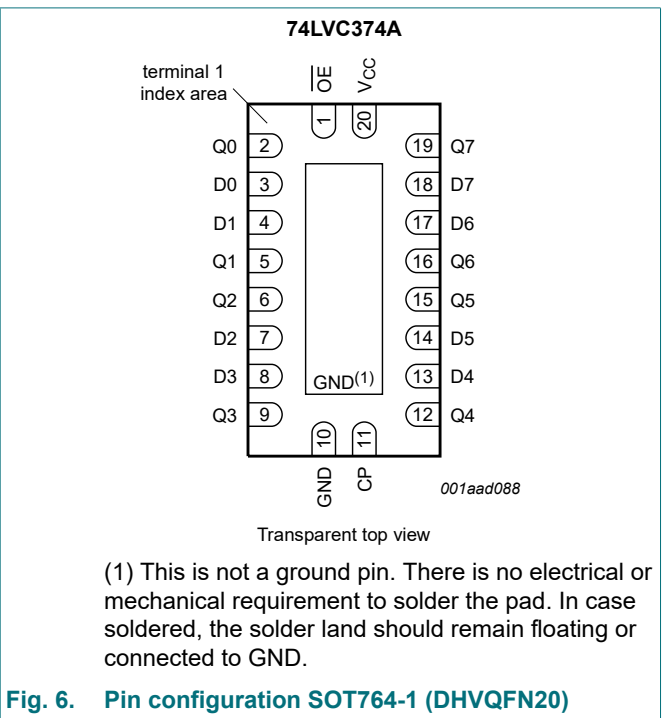 74LVC374A
terminal 1
index area
OE
VCC
1
20
Q0 2
19 Q7
D0 3
18 D7
D1 4
17 D6
Q1 5
16 Q6
Q2 6
15 Q5
D2 7
14 D5
D3 8
13 D4
Q3 9
12 Q4
GND(1)
10
11
GND
CP
001aad088
Transparent top view
(1) This is not a ground pin. There is no electrical or
mechanical requirement to solder the pad. In case
soldered, the solder land should remain floating or
connected to GND.
Fig. 6. Pin configuration SOT764-1 (DHVQFN20)